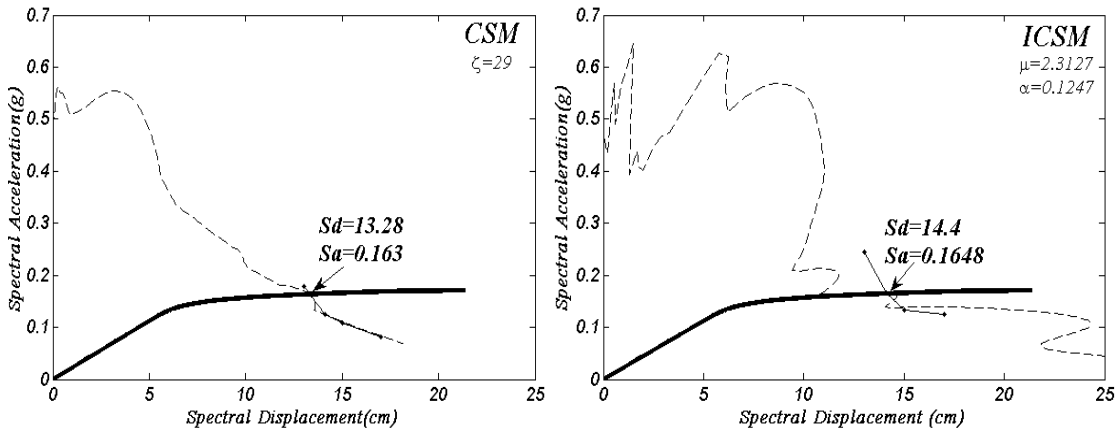 0.7
0.6
0.5
0.4
0.3
0.2
0.1
0
Spectral Acceleration(g)
CSM
ζ=29
Sd=13.28
Sa=0.163
0 5 10 15 20 25
Spectral Displacement(cm)
0.7
0.6
0.5
0.4
0.3
0.2
0.1
0
Spectral Acceleration(g)
ICSM
μ=2.3127
α=0.1247
Sd=14.4
Sa=0.1648
0 5 10 15 20 25
Spectral Displacement (cm)